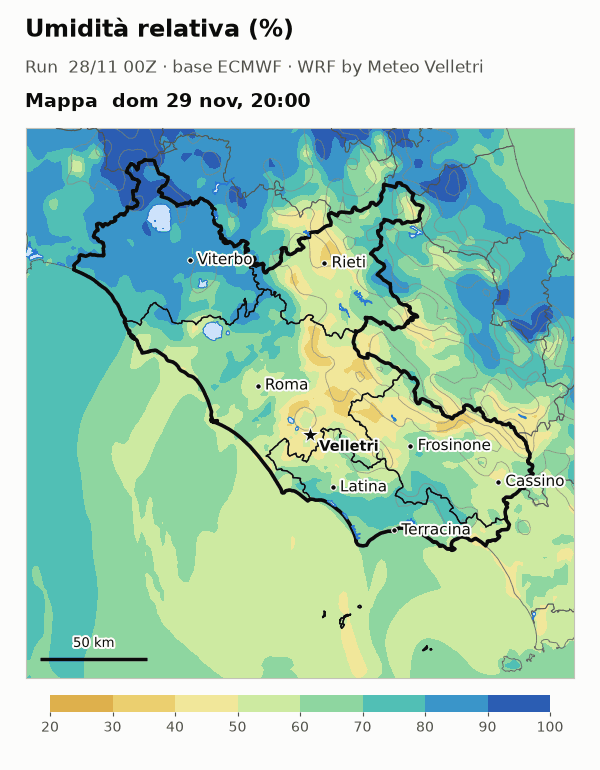 Umidità relativa (%)
Run  28/11 00Z · base ECMWF · WRF by Meteo Velletri
Mappa  dom 29 nov, 20:00
Viterbo
Rieti
Roma
Velletri
Frosinone
Cassino
Latina
Terracina
50 km
20 30 40 50 60 70 80 90 100